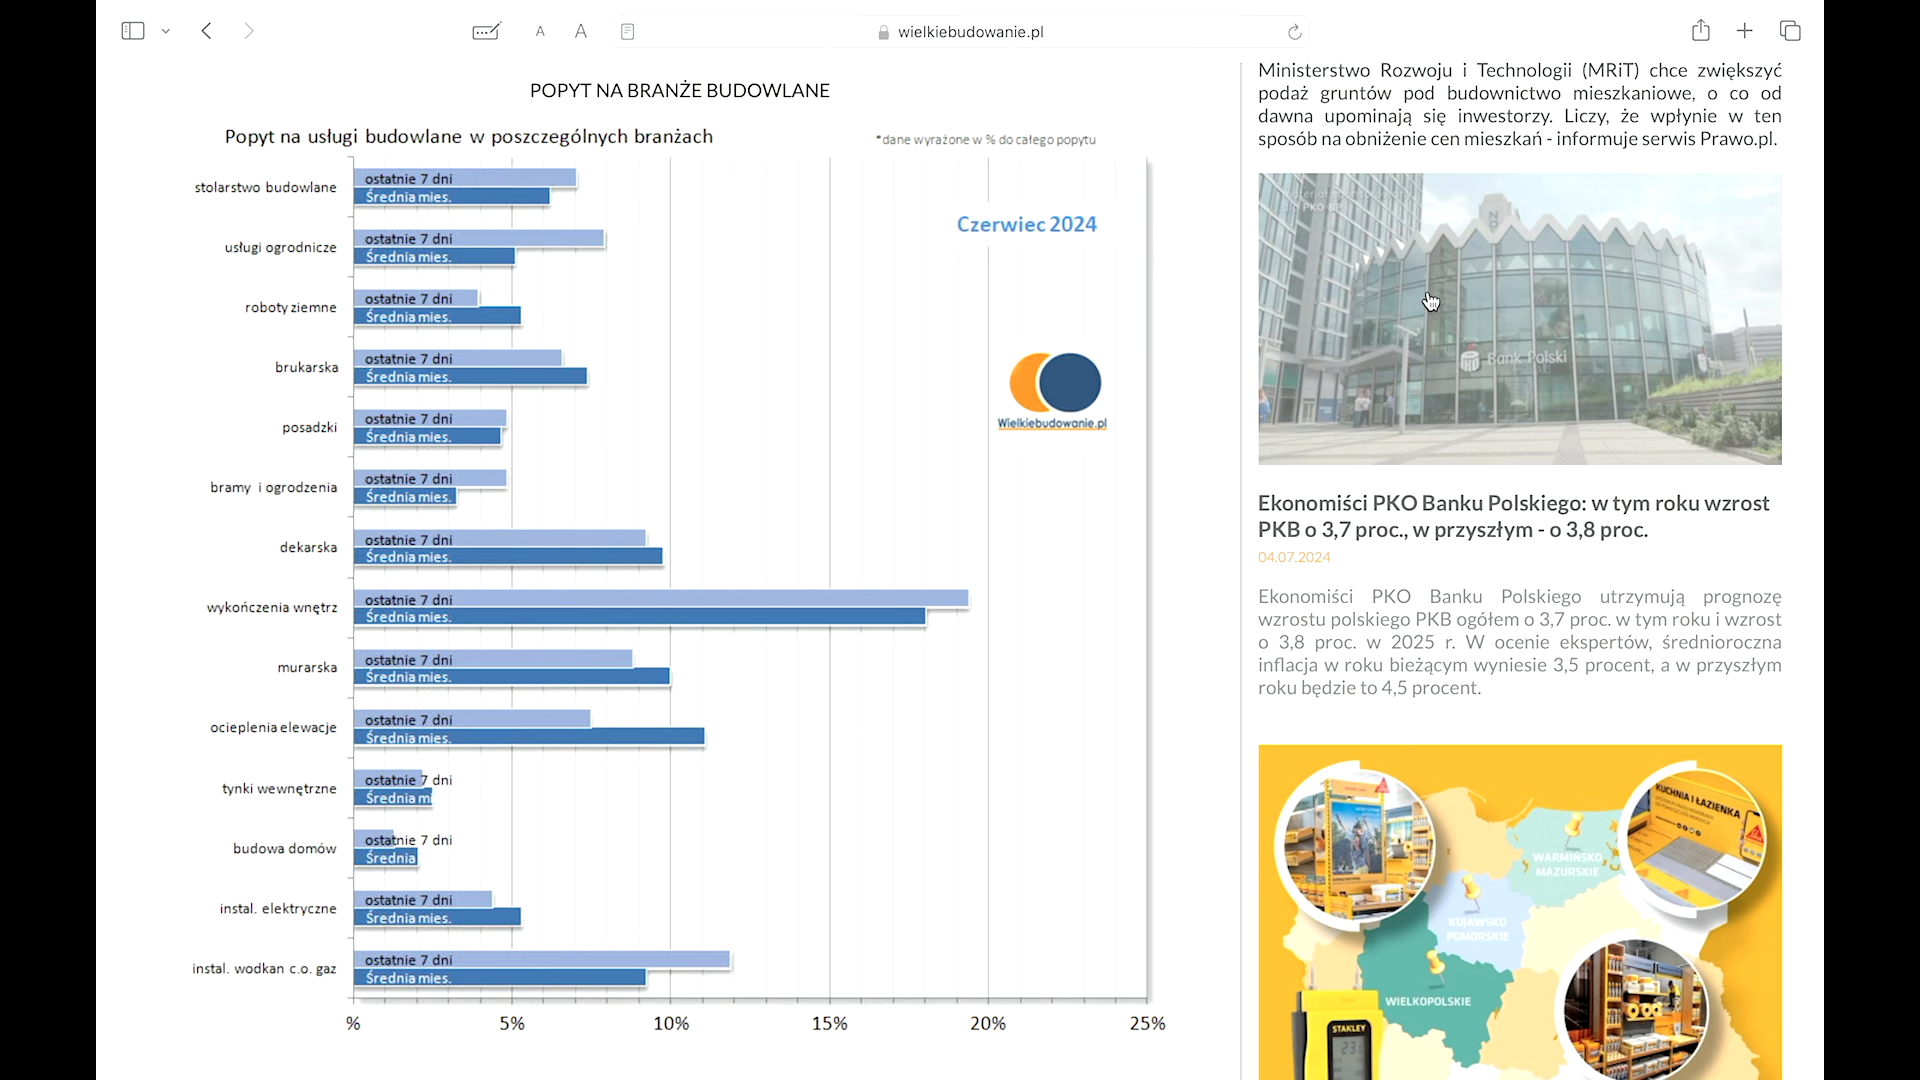 A A
wielkiebudowanie.pl
POPYT NA BRANŻE BUDOWLANE
Popyt na usługi budowlane w poszczególnych branżach
*dane wyrażone w % do całego popytu
Czerwiec 2024
stolarstwo budowlane
ostatnie 7 dni
Średnia mies.
usługi ogrodnicze
ostatnie 7 dni
Średnia mies.
roboty ziemne
ostatnie 7 dni
Średnia mies.
brukarska
ostatnie 7 dni
Średnia mies.
posadzki
ostatnie 7 dni
Średnia mies.
bramy i ogrodzenia
ostatnie 7 dni
Średnia mies.
dekarska
ostatnie 7 dni
Średnia mies.
wykończenia wnętrz
ostatnie 7 dni
Średnia mies.
murarska
ostatnie 7 dni
Średnia mies.
ocieplenia elewacje
ostatnie 7 dni
Średnia mies.
tynki wewnętrzne
ostatnie 7 dni
Średnia mi
budowa domów
ostatnie 7 dni
Średnia
instal. elektryczne
ostatnie 7 dni
Średnia mies.
instal. wodkan c.o. gaz
ostatnie 7 dni
Średnia mies.
% 5% 10% 15% 20% 25%
Wielkiebudowanie.pl
Ministerstwo Rozwoju i Technologii (MRiT) chce zwiększyć
podaż gruntów pod budownictwo mieszkaniowe, o co od
dawna upominają się inwestorzy. Liczy, że wpłynie w ten
sposób na obniżenie cen mieszkań - informuje serwis Prawo.pl.
Bank Polski
Ekonomiści PKO Banku Polskiego: w tym roku wzrost
PKB o 3,7 proc., w przyszłym - o 3,8 proc.
04.07.2024
Ekonomiści PKO Banku Polskiego utrzymują prognozę
wzrostu polskiego PKB ogółem o 3,7 proc. w tym roku i wzrost
o 3,8 proc. w 2025 r. W ocenie ekspertów, średnioroczna
inflacja w roku bieżącym wyniesie 3,5 procent, a w przyszłym
roku będzie to 4,5 procent.
KUCHNIA I ŁAZIENKA
WARMIŃSKO
MAZURSKIE
KUJAWSKO
POMORSKIE
WIELKOPOLSKIE
STANLEY